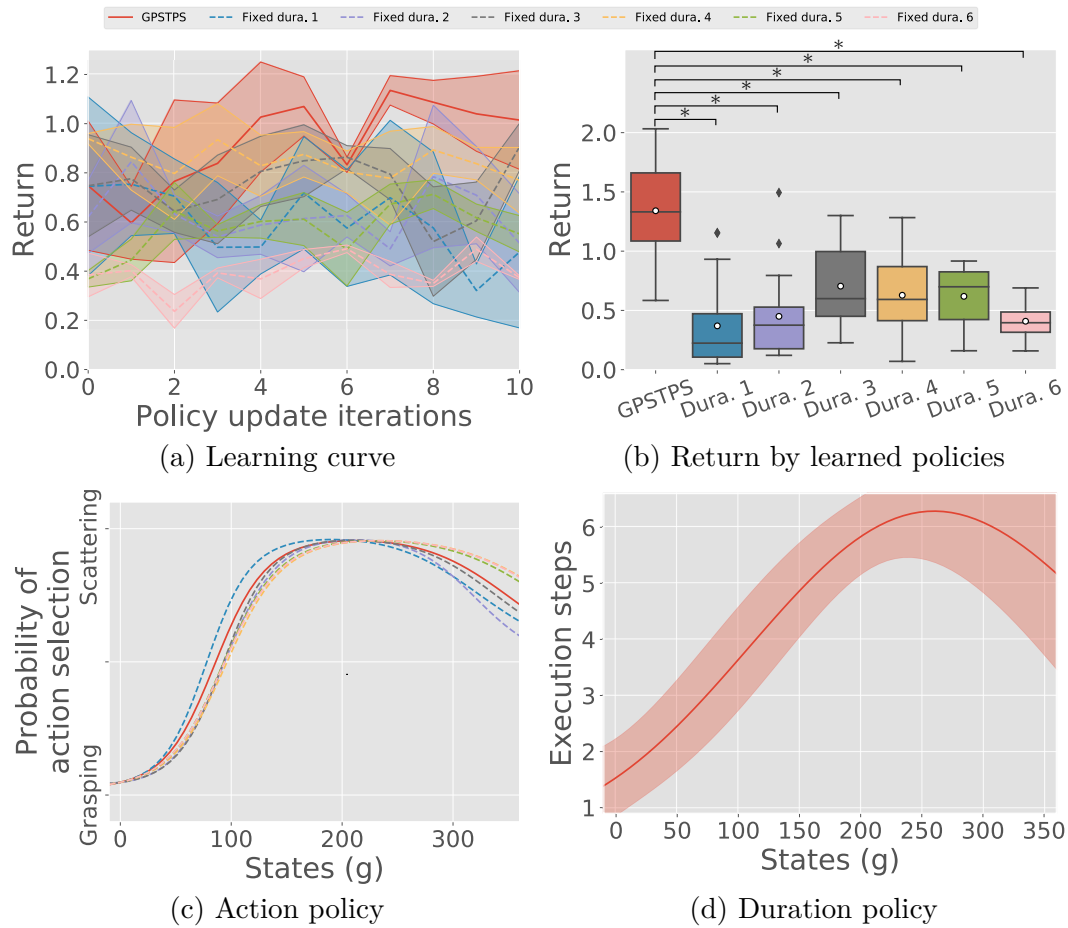 GPSTPS Fixed dura. 1 Fixed dura. 2 Fixed dura. 3 Fixed dura. 4 Fixed dura. 5 Fixed dura. 6
Return
1.2
1.0
0.8
0.6
0.4
0.2
0.0
0 2 4 6 8 10
Policy update iterations
(a) Learning curve
Return
2.0
1.5
1.0
0.5
0.0
*
*
*
*
*
*
GPSTPS Dura. 1 Dura. 2 Dura. 3 Dura. 4 Dura. 5 Dura. 6
(b) Return by learned policies
Probability of
action selection
Scattering
Grasping
0 100 200 300
States (g)
(c) Action policy
Execution steps
6
5
4
3
2
1
0 50 100 150 200 250 300 350
States (g)
(d) Duration policy